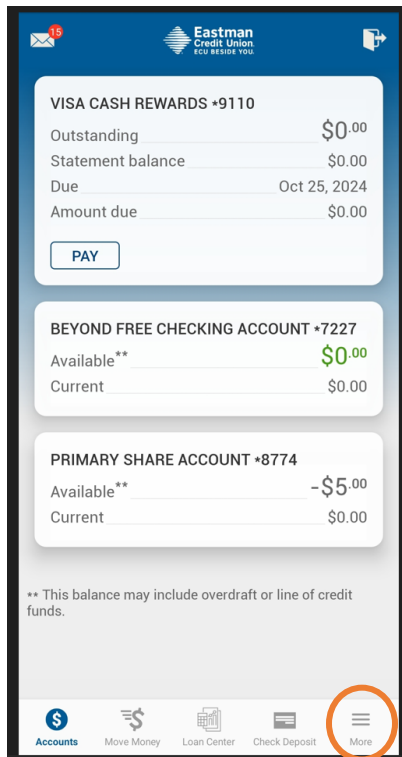 15
Eastman
Credit Union.
ECU BESIDE YOU.
VISA CASH REWARDS *9110
Outstanding $0.00
Statement balance $0.00
Due Oct 25, 2024
Amount due $0.00
PAY
BEYOND FREE CHECKING ACCOUNT *7227
Available** $0.00
Current $0.00
PRIMARY SHARE ACCOUNT *8774
Available** -$5.00
Current $0.00
** This balance may include overdraft or line of credit
funds.
Accounts Move Money Loan Center Check Deposit More